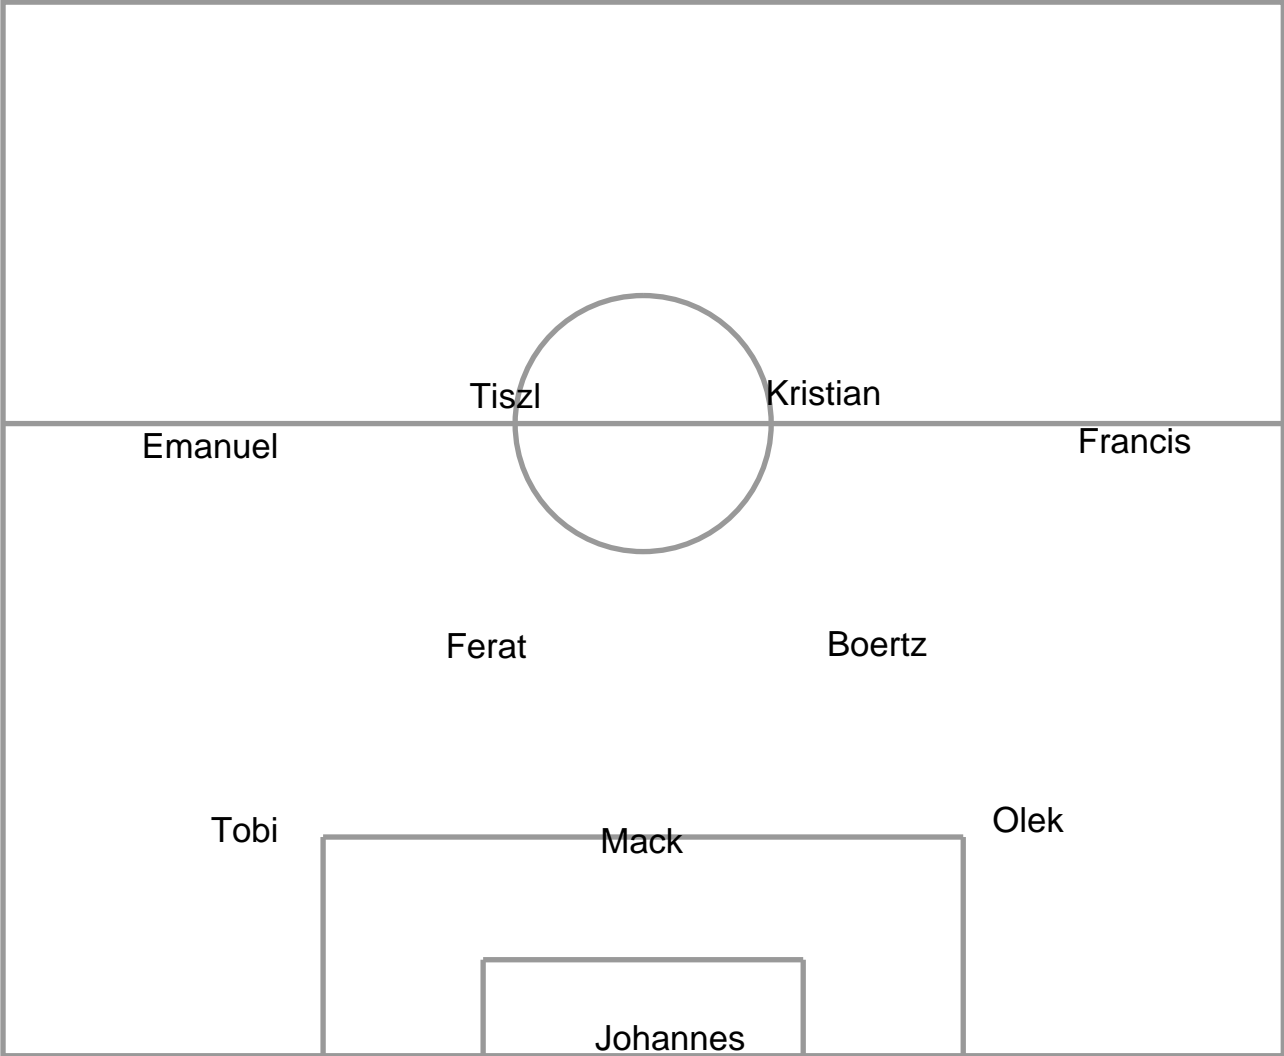 Tiszl
Kristian
Emanuel
Francis
Ferat
Boertz
Tobi
Mack
Olek
Johannes